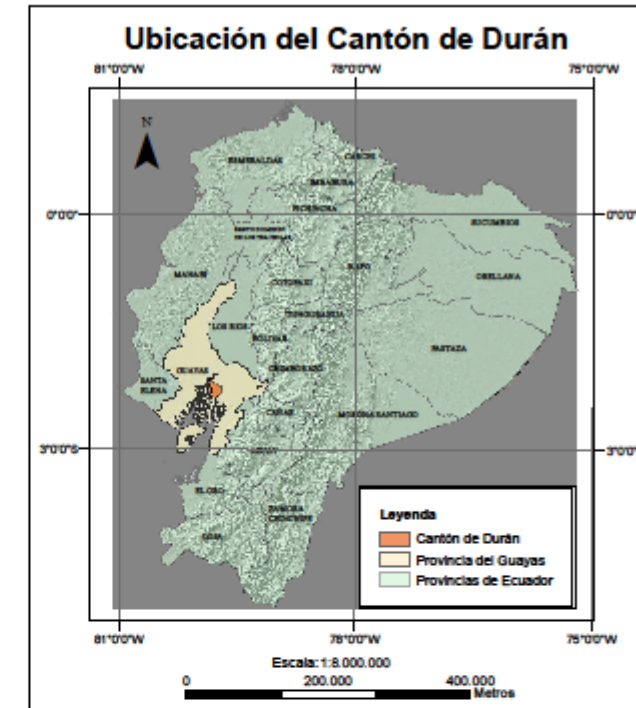 Ubicación del Cantón de Durán
81°0'0"W 78°0'0"W 75°0'0"W
N
ESMERALDAS
CARCHI
IMBABURA
PICHINCHA
0°0'0" 0°0'0"
SUCUMBIOS
NAPO
MANABI
ORELLANA
COTOPAXI
TUNGURAHUA
LOS RIOS
BOLIVAR
PASTAZA
GUAYAS
CHIMBORAZO
SANTA
ELENA
CAÑAR
MORONA SANTIAGO
3°0'0"S
AZUAY
EL ORO
ZAMORA
CHINCHIPE
LOJA
Leyenda
Cantón de Durán
Provincia del Guayas
Provincias de Ecuador
81°0'0"W 78°0'0"W 75°0'0"W
Escala: 1:8.000.000
0 200.000 400.000
Metros